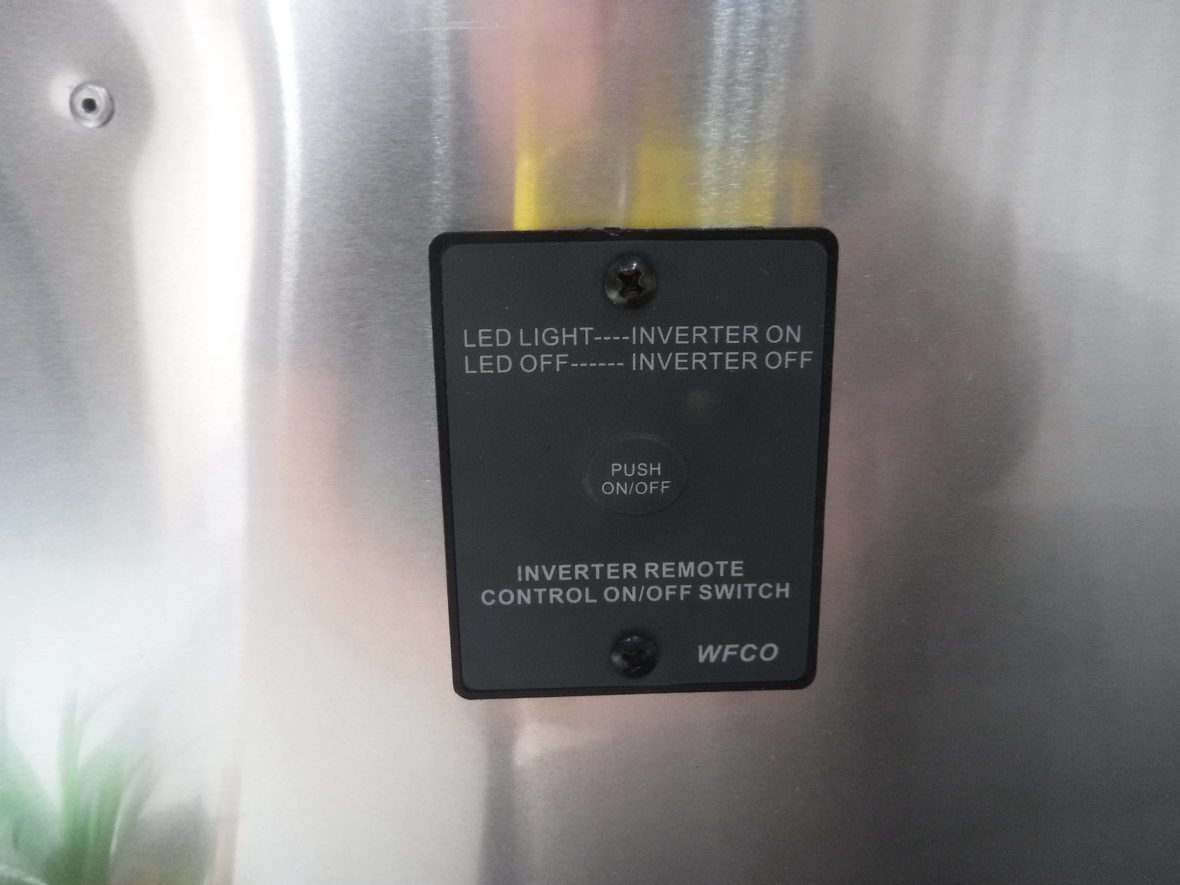 LED LIGHT----INVERTER ON
LED OFF------ INVERTER OFF
PUSH
ON/OFF
INVERTER REMOTE
CONTROL ON/OFF SWITCH
WFCO